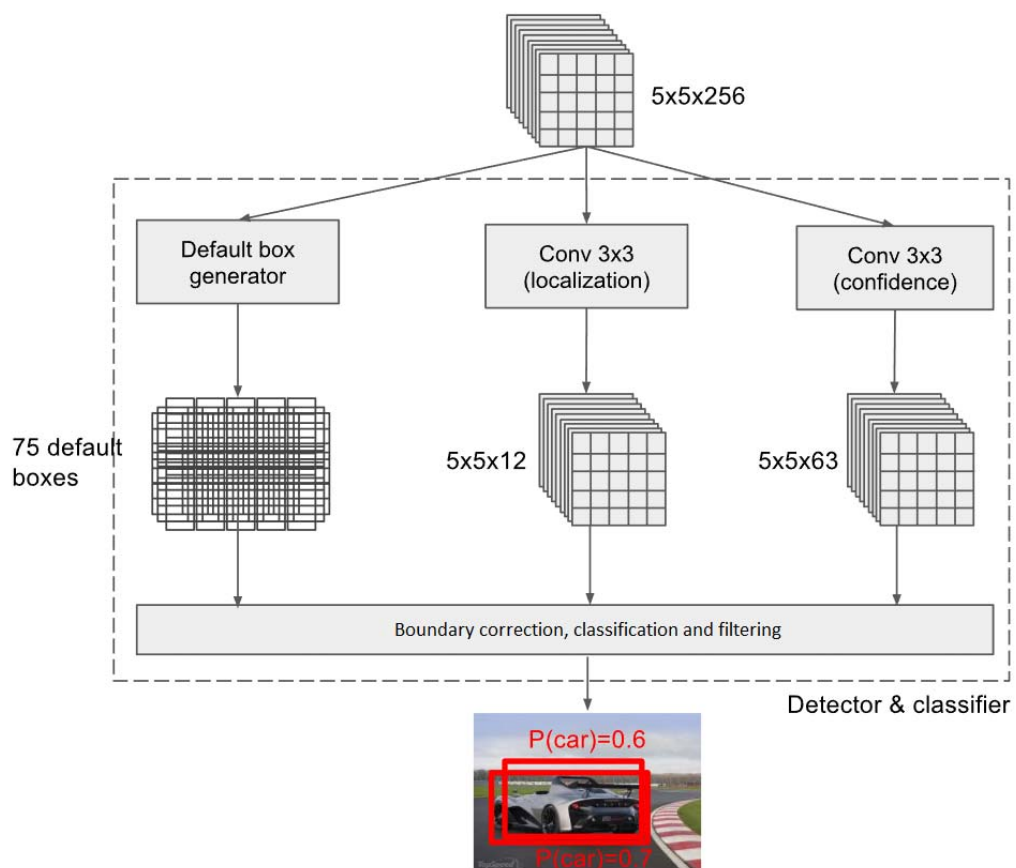 5x5x256
Default box
generator
Conv 3x3
(localization)
Conv 3x3
(confidence)
75 default
boxes
5x5x12
5x5x63
Boundary correction, classification and filtering
Detector & classifier
P(car)=0.6
P(car)=0.7